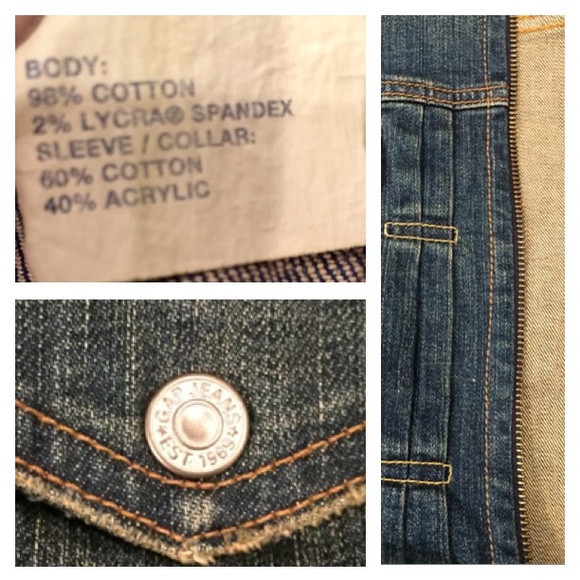 BODY:
98% COTTON
2% LYCRA® SPANDEX
SLEEVE / COLLAR:
60% COTTON
40% ACRYLIC
GAP JEANS
EST. 1969